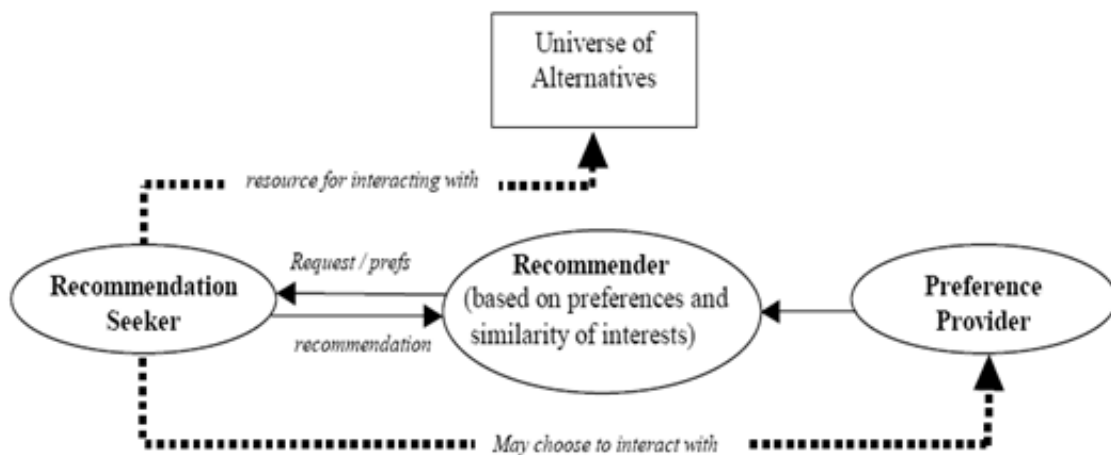 Universe of
Alternatives
resource for interacting with
Recommendation
Seeker
Request / prefs
recommendation
Recommender
(based on preferences and
similarity of interests)
Preference
Provider
May choose to interact with